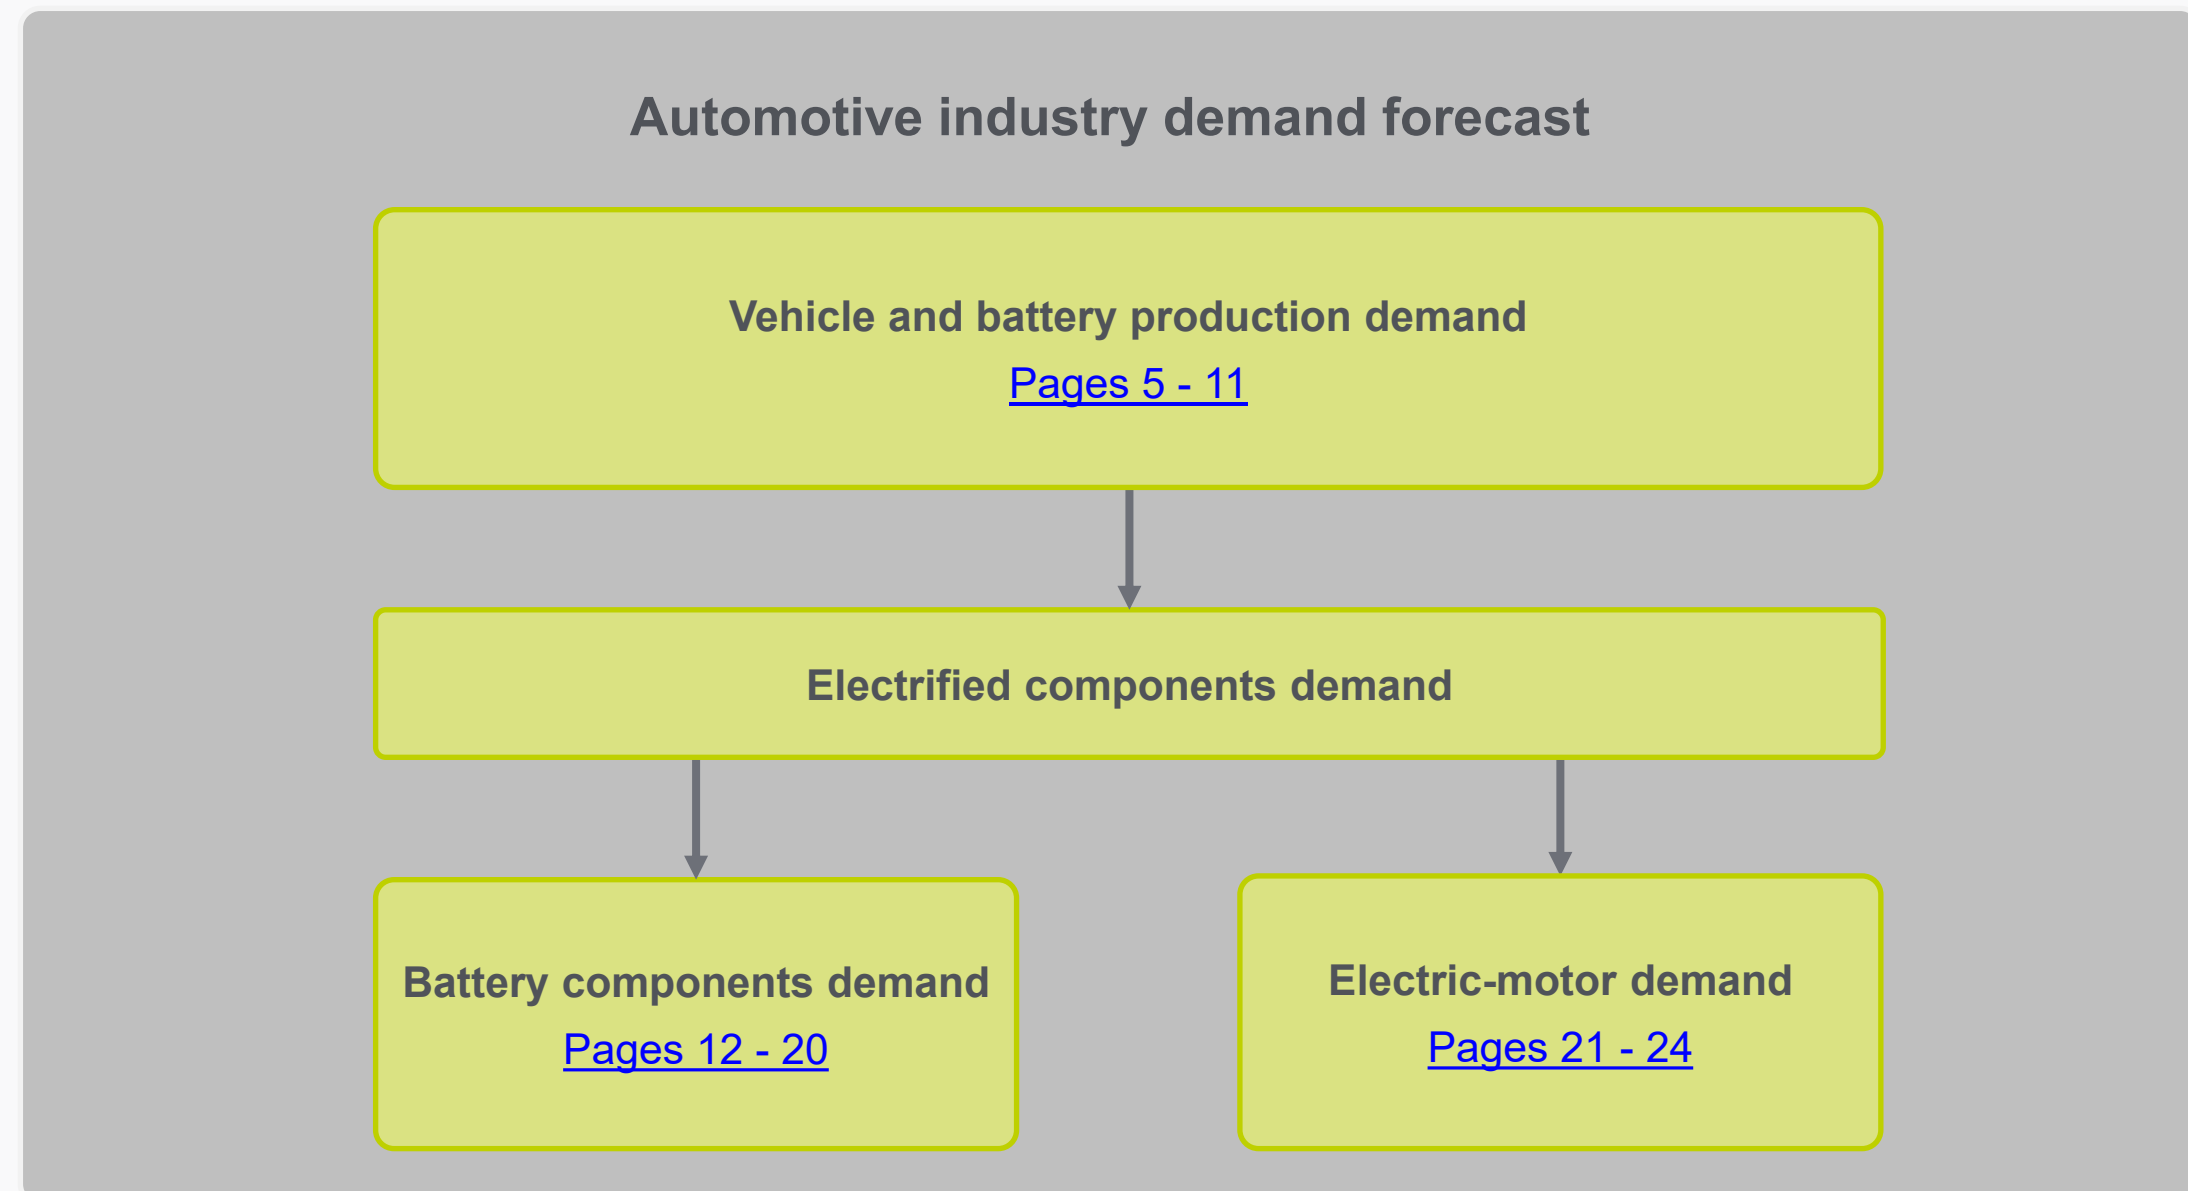 Automotive industry demand forecast
Vehicle and battery production demand
Pages 5 - 11
Electrified components demand
Battery components demand
Pages 12 - 20
Electric-motor demand
Pages 21 - 24